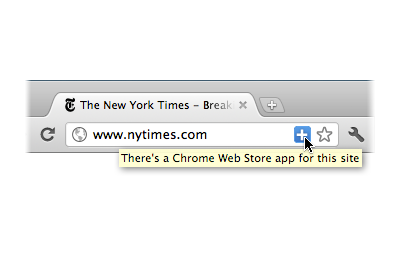 The New York Times – Break
www.nytimes.com
There's a Chrome Web Store app for this site